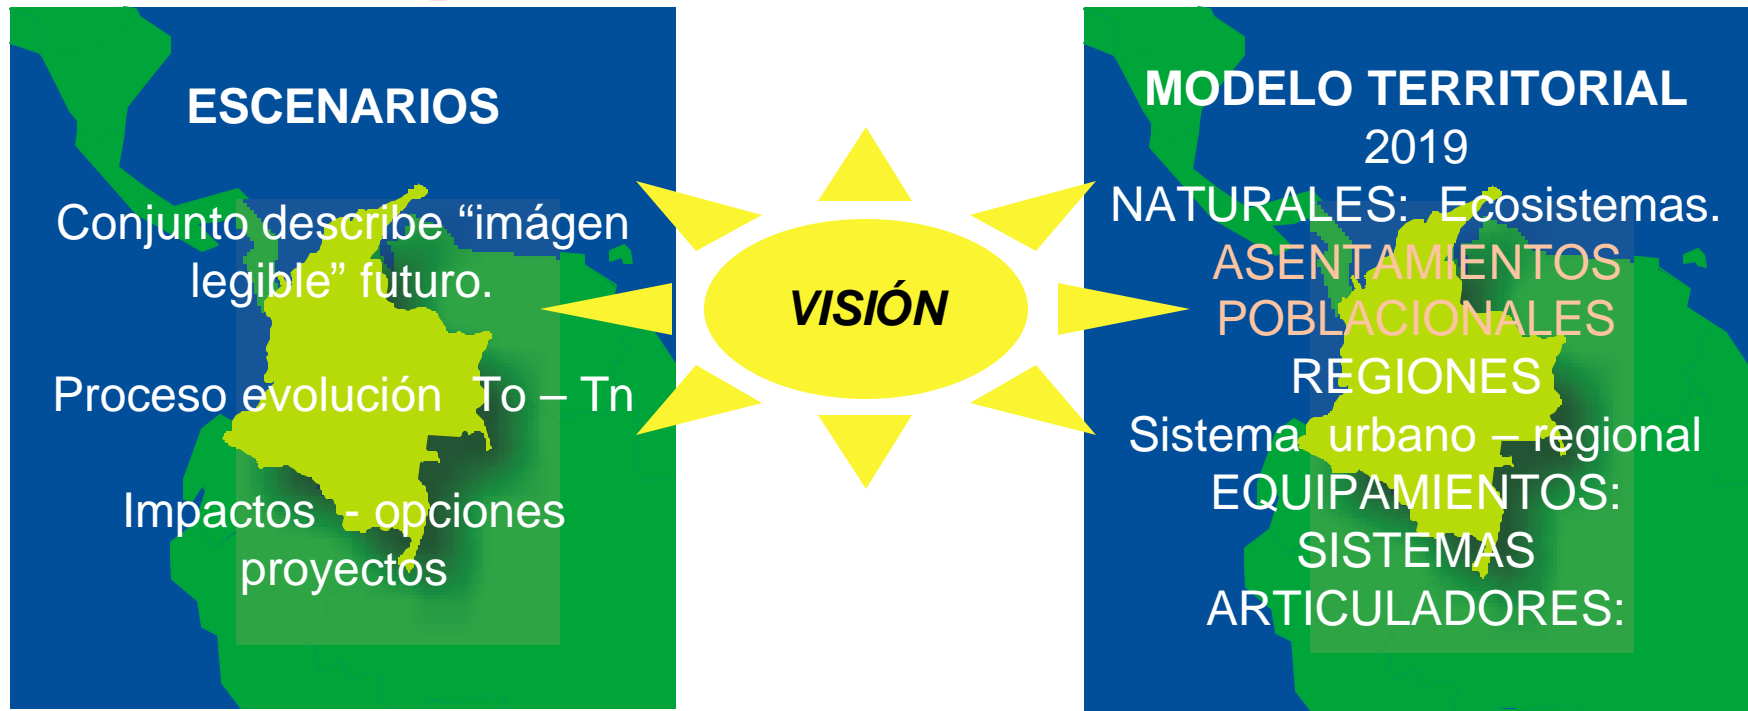 ESCENARIOS
Conjunto describe “imágen
legible” futuro.
Proceso evolución To – Tn
Impactos - opciones
proyectos
VISIÓN
MODELO TERRITORIAL
2019
NATURALES: Ecosistemas.
ASENTAMIENTOS
POBLACIONALES
REGIONES
Sistema urbano – regional
EQUIPAMIENTOS:
SISTEMAS
ARTICULADORES: